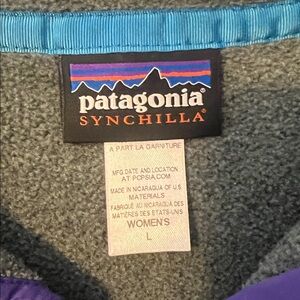 patagonia®
SYNCHILLA®
A PART LA GARNITURE
MFG DATE AND LOCATION
AT PCPSIA.COM
MADE IN NICARAGUA OF U.S.
MATERIALS
FABRIQUÉ AU NICARAGUA DES
MATIÈRES DES ÉTATS-UNIS
WOMEN'S
L